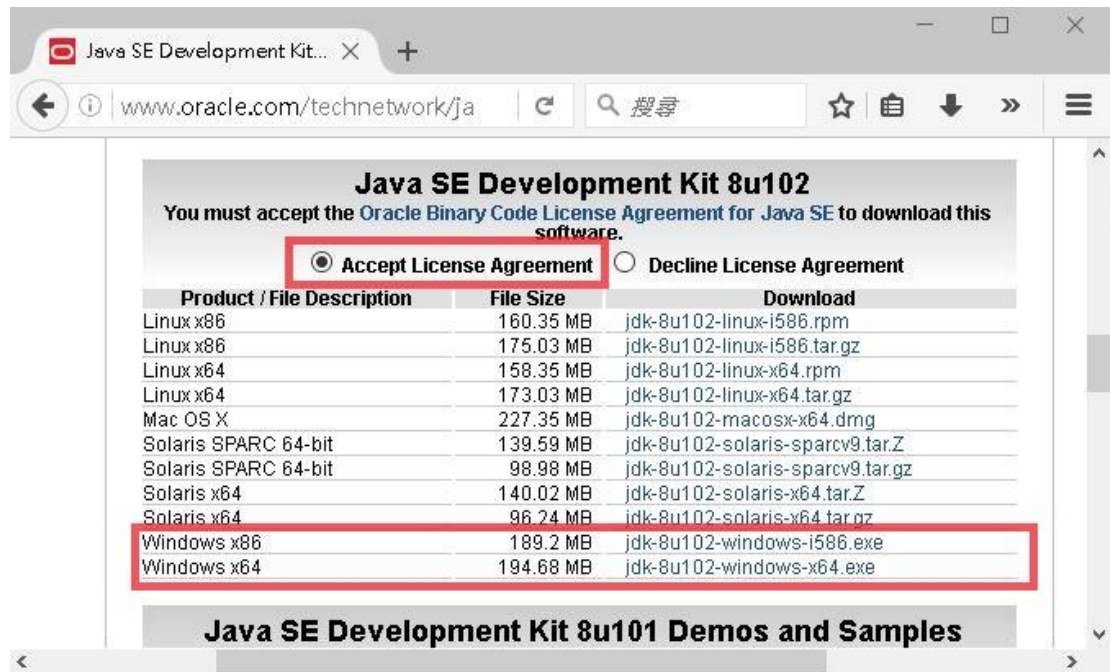 Java SE Development Kit...
www.oracle.com/technetwork/ja
搜尋
Java SE Development Kit 8u102
You must accept the Oracle Binary Code License Agreement for Java SE to download this
software.
Accept License Agreement Decline License Agreement
Product / File Description File Size Download
Linux x86 160.35 MB jdk-8u102-linux-i586.rpm
Linux x86 175.03 MB jdk-8u102-linux-i586.tar.gz
Linux x64 158.35 MB jdk-8u102-linux-x64.rpm
Linux x64 173.03 MB jdk-8u102-linux-x64.tar.gz
Mac OS X 227.35 MB jdk-8u102-macosx-x64.dmg
Solaris SPARC 64-bit 139.59 MB jdk-8u102-solaris-sparcv9.tar.Z
Solaris SPARC 64-bit 98.98 MB jdk-8u102-solaris-sparcv9.tar.gz
Solaris x64 140.02 MB jdk-8u102-solaris-x64.tar.Z
Solaris x64 96.24 MB jdk-8u102-solaris-x64.tar.gz
Windows x86 189.2 MB jdk-8u102-windows-i586.exe
Windows x64 194.68 MB jdk-8u102-windows-x64.exe
Java SE Development Kit 8u101 Demos and Samples